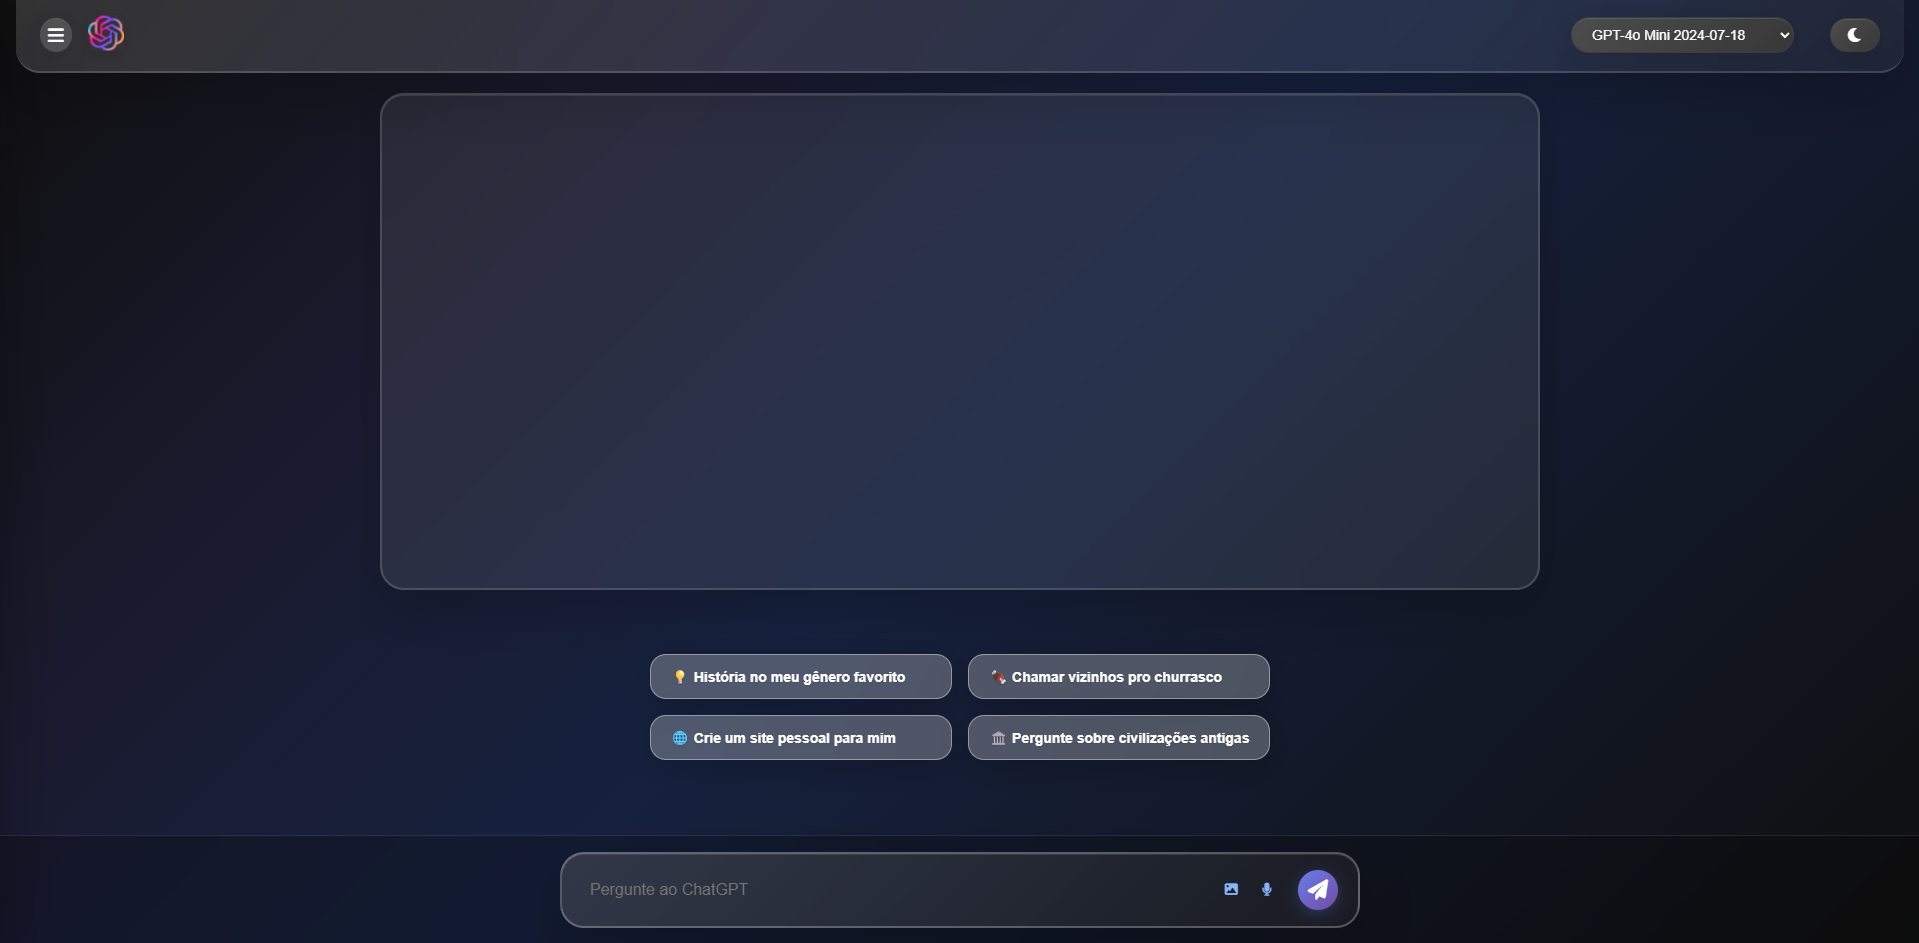 GPT-4o Mini 2024-07-18
História no meu gênero favorito
Chamar vizinhos pro churrasco
Crie um site pessoal para mim
Pergunte sobre civilizações antigas
Pergunte ao ChatGPT